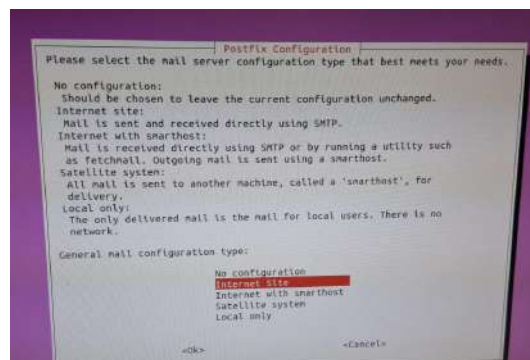 Postfix Configuration
Please select the mail server configuration type that best meets your needs.
No configuration:
Should be chosen to leave the current configuration unchanged.
Internet site:
Mail is sent and received directly using SMTP.
Internet with smarthost:
Mail is received directly using SMTP or by running a utility such
as fetchmail. Outgoing mail is sent using a smarthost.
Satellite system:
All mail is sent to another machine, called a 'smarthost', for
delivery.
Local only:
The only delivered mail is the mail for local users. There is no
network.
General mail configuration type:
No configuration
Internet Site
Internet with smarthost
Satellite system
Local only
<Ok>
<Cancel>